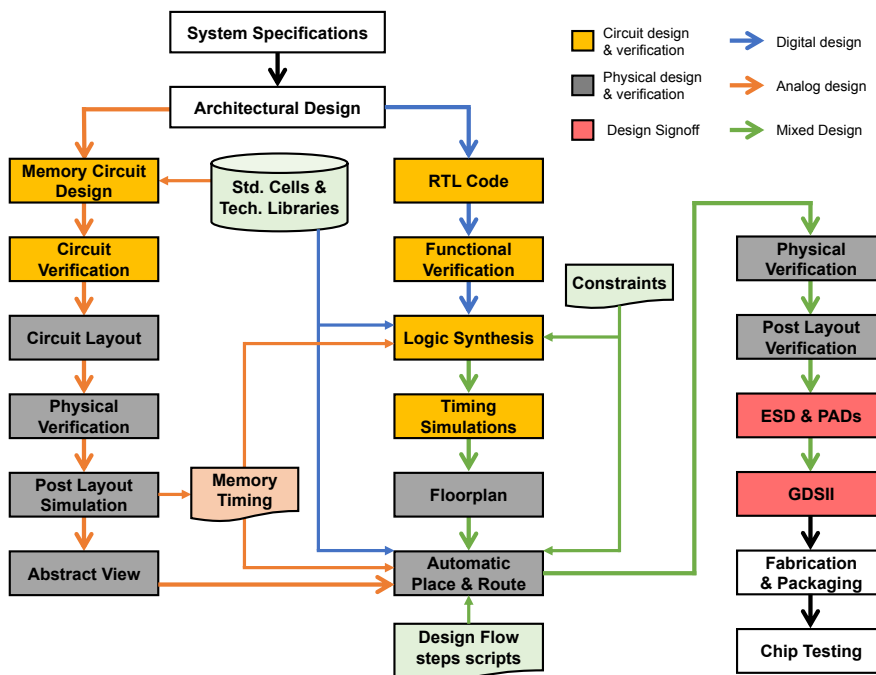 System Specifications
Architectural Design
Circuit design
& verification
Physical design
& verification
Design Signoff
Digital design
Analog design
Mixed Design
Memory Circuit
Design
Circuit
Verification
Circuit Layout
Physical
Verification
Post Layout
Simulation
Abstract View
Std. Cells &
Tech. Libraries
Memory
Timing
RTL Code
Functional
Verification
Logic Synthesis
Timing
Simulations
Floorplan
Automatic
Place & Route
Design Flow
steps scripts
Constraints
Physical
Verification
Post Layout
Verification
ESD & PADs
GDSII
Fabrication
& Packaging
Chip Testing